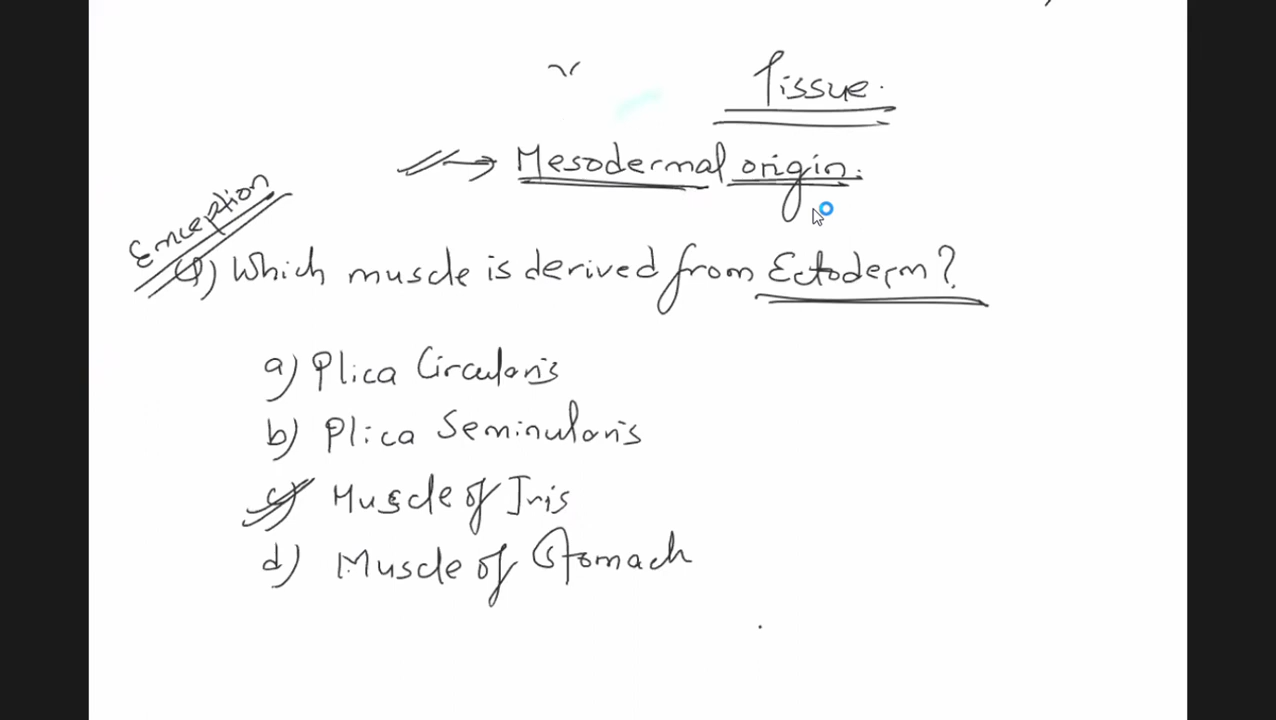 Tissue.
Mesodermal origin.
Exception
Q) Which muscle is derived from Ectoderm?
a) Plica Circularis
b) Plica Seminularis
c) Muscle of Iris
d) Muscle of Stomach